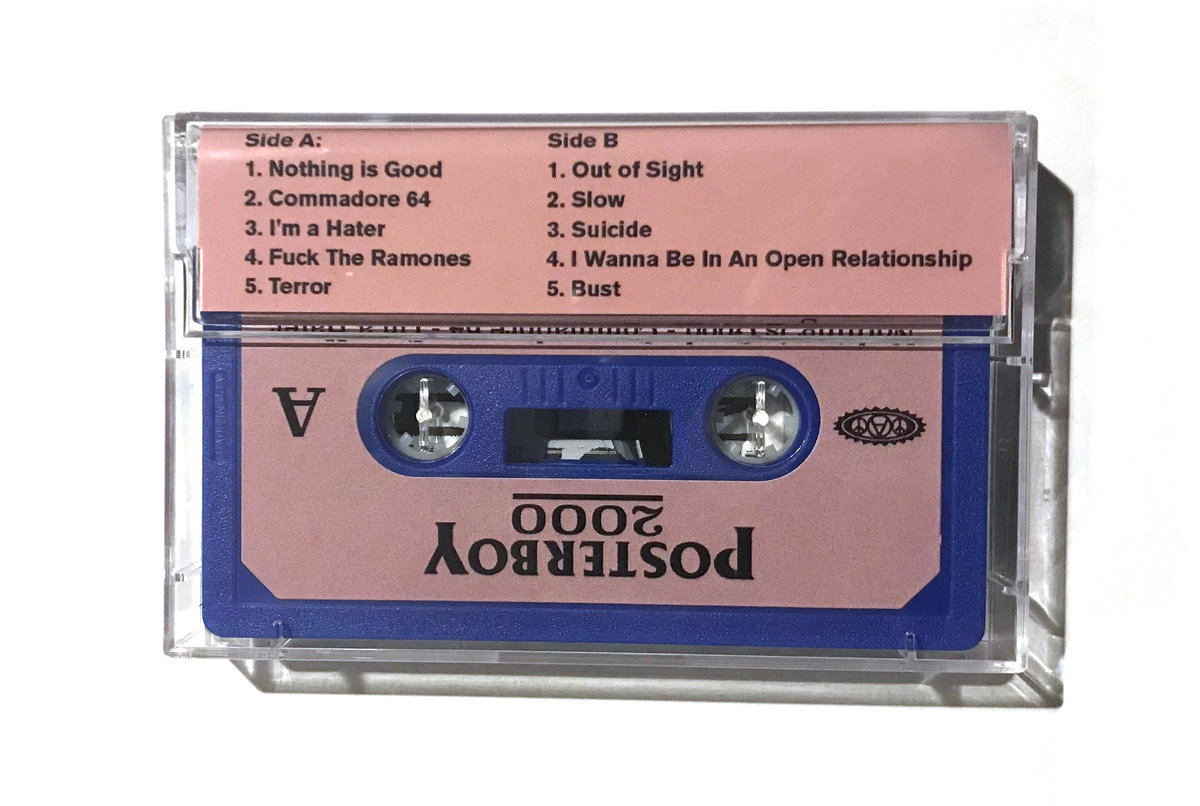 Side A:
1. Nothing is Good
2. Commadore 64
3. I'm a Hater
4. Fuck The Ramones
5. Terror
Side B
1. Out of Sight
2. Slow
3. Suicide
4. I Wanna Be In An Open Relationship
5. Bust
A
POSTERBOY
2000